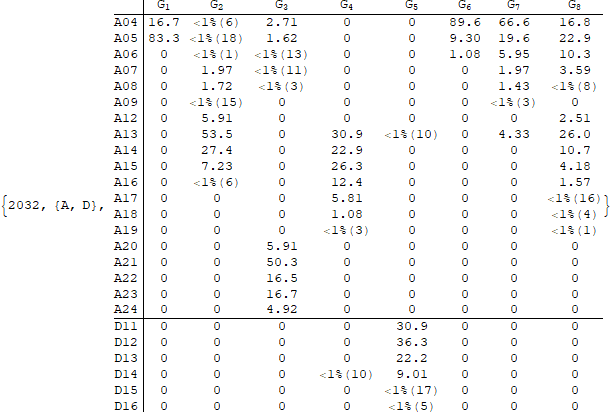 G1 G2 G3 G4 G5 G6 G7 G8
A04 16.7 <1%(6) 2.71 0 0 89.6 66.6 16.8
A05 83.3 <1%(18) 1.62 0 0 9.30 19.6 22.9
A06 0 <1%(1) <1%(13) 0 0 1.08 5.95 10.3
A07 0 1.97 <1%(11) 0 0 0 1.97 3.59
A08 0 1.72 <1%(3) 0 0 0 1.43 <1%(8)
A09 0 <1%(15) 0 0 0 0 <1%(3) 0
A12 0 5.91 0 0 0 0 0 2.51
A13 0 53.5 0 30.9 <1%(10) 0 4.33 26.0
A14 0 27.4 0 22.9 0 0 0 10.7
A15 0 7.23 0 26.3 0 0 0 4.18
A16 0 <1%(6) 0 12.4 0 0 0 1.57
{2032, {A, D}, A17 0 0 0 5.81 0 0 0 <1%(16) }
A18 0 0 0 1.08 0 0 0 <1%(4)
A19 0 0 0 <1%(3) 0 0 0 <1%(1)
A20 0 0 5.91 0 0 0 0 0
A21 0 0 50.3 0 0 0 0 0
A22 0 0 16.5 0 0 0 0 0
A23 0 0 16.7 0 0 0 0 0
A24 0 0 4.92 0 0 0 0 0
D11 0 0 0 0 30.9 0 0 0
D12 0 0 0 0 36.3 0 0 0
D13 0 0 0 0 22.2 0 0 0
D14 0 0 0 <1%(10) 9.01 0 0 0
D15 0 0 0 0 <1%(17) 0 0 0
D16 0 0 0 0 <1%(5) 0 0 0